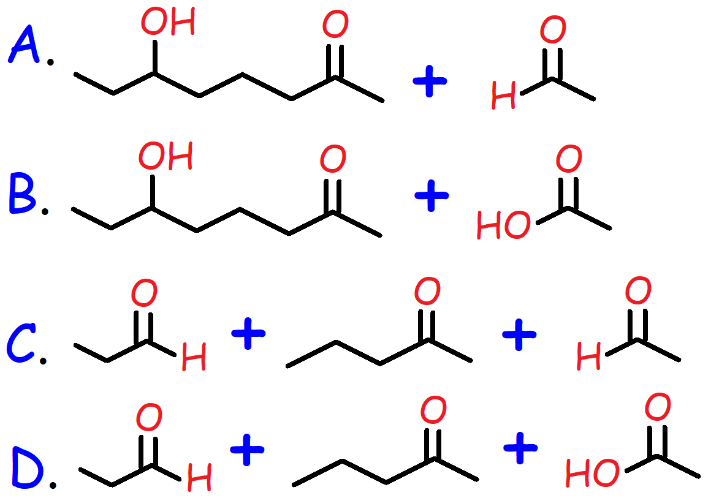 OH O O
A. + H
OH O O
B. + HO
O O O
C. H + + H
O O O
D. H + + HO